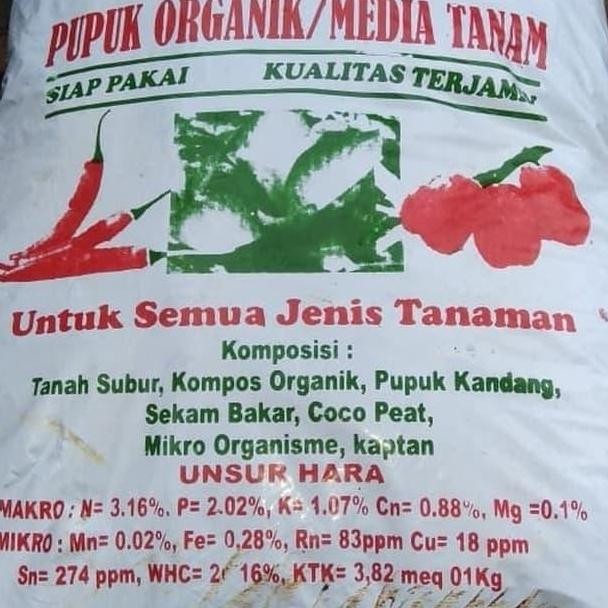 PUPUK ORGANIK/MEDIA TANAM
SIAP PAKAI KUALITAS TERJAMIN
Untuk Semua Jenis Tanaman
Komposisi :
Tanah Subur, Kompos Organik, Pupuk Kandang,
Sekam Bakar, Coco Peat,
Mikro Organisme, kaptan
UNSUR HARA
MAKRO : N= 3.16%. P= 2.02%, K= 1.07% Cn= 0.88%, Mg =0.1%
MIKRO : Mn= 0.02%, Fe= 0,28%, Rn= 83ppm Cu= 18 ppm
Sn= 274 ppm, WHC= 16%, KTK= 3,82 meq 01Kg